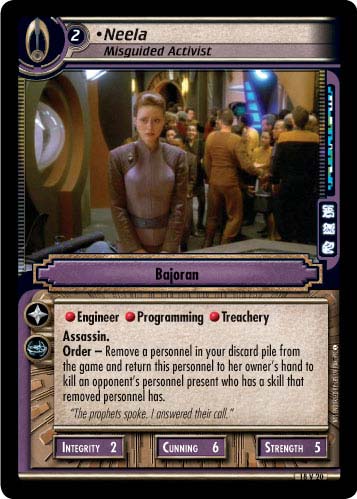 2
•Neela
Misguided Activist
Bajoran
Engineer Programming Treachery
Assassin.
Order – Remove a personnel in your discard pile from
the game and return this personnel to her owner's hand to
kill an opponent's personnel present who has a skill that
removed personnel has.
"The prophets spoke. I answered their call."
INTEGRITY 2 CUNNING 6 STRENGTH 5
18 V 20